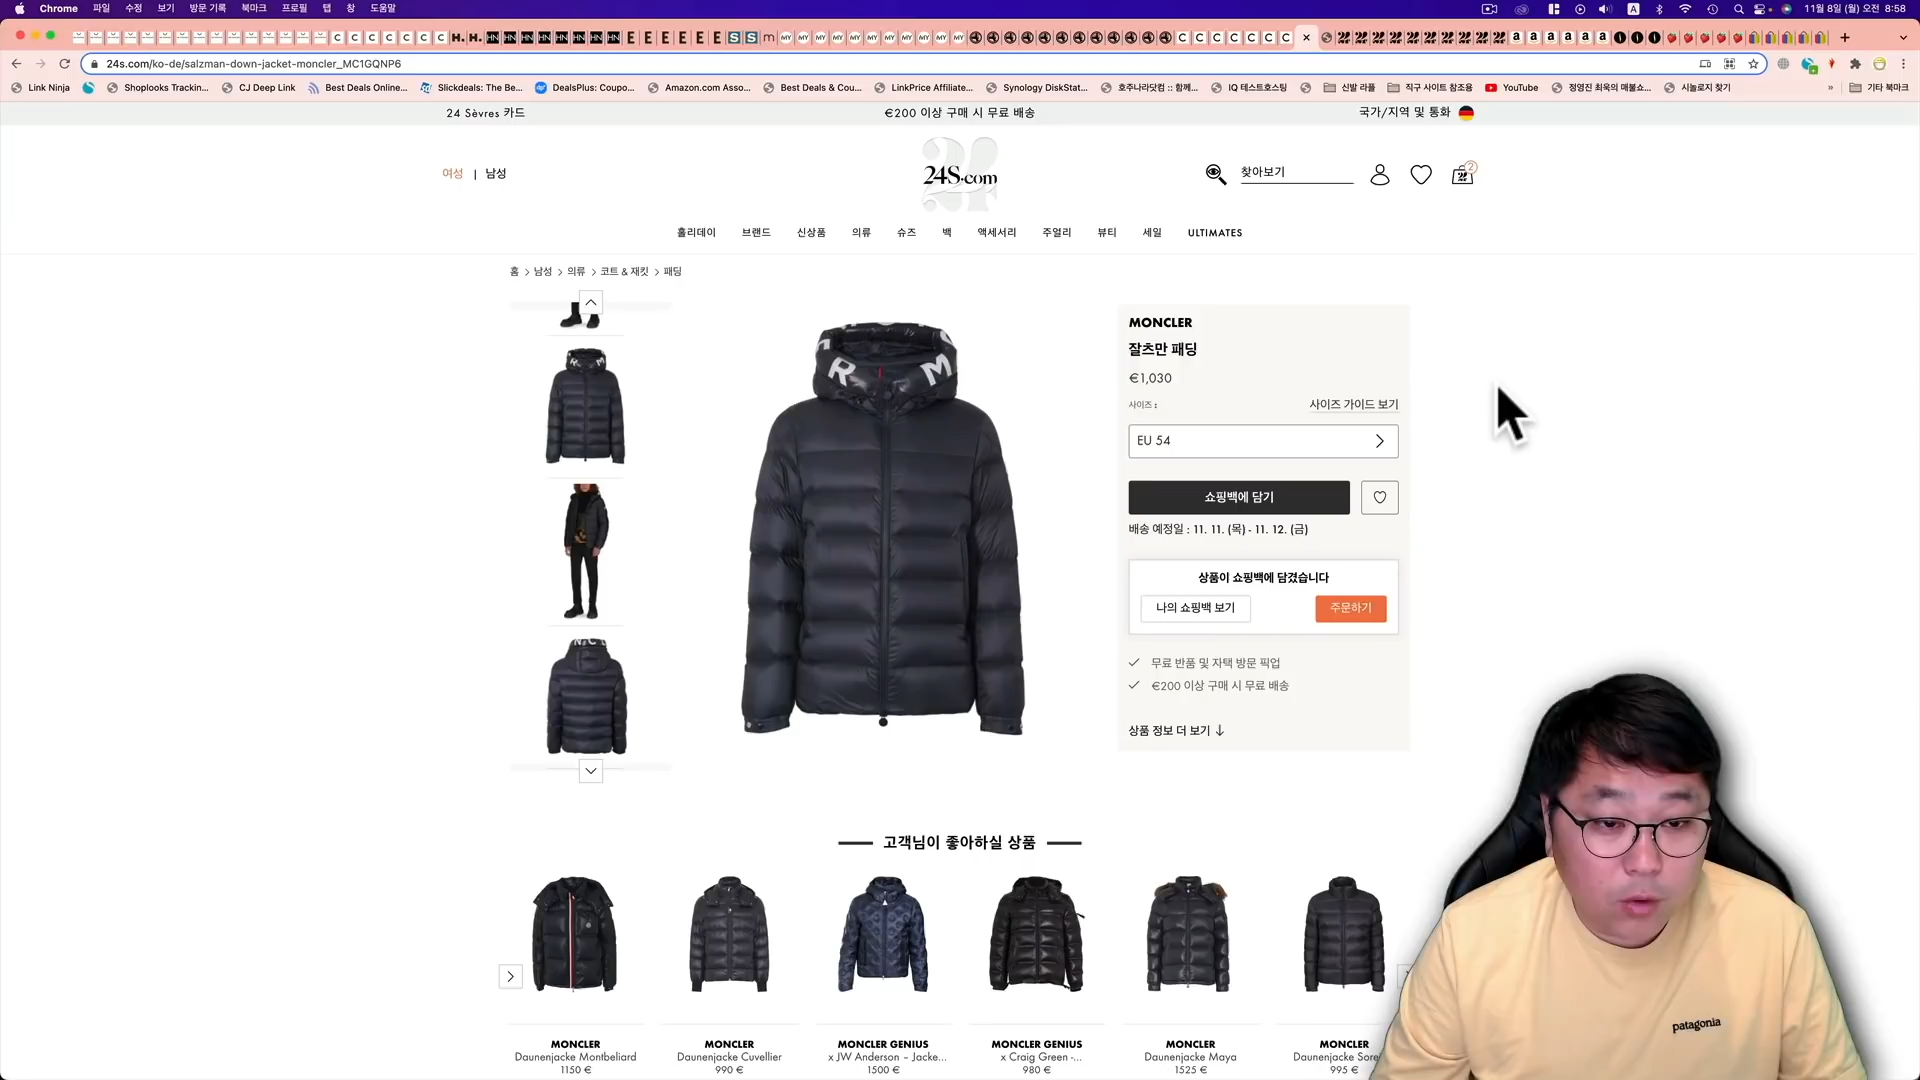 Chrome 파일 수정 보기 방문 기록 북마크 프로필 탭 창 도움말
11월 8일 (월) 오전 8:58
24s.com/ko-de/salzman-down-jacket-moncler_MC1GQNP6
Link Ninja Shoplooks Trackin... CJ Deep Link Best Deals Online... Slickdeals: The Be... DealsPlus: Coupo... Amazon.com Asso... Best Deals & Cou... LinkPrice Affiliate... Synology DiskStat... 호주나라닷컴 :: 함께... IQ 테스트호스팅 신발 라플 직구 사이트 참조용 YouTube 정영진 최욱의 매불쇼... 시놀로지 찾기 » 기타 북마크
24 Sèvres 카드
€200 이상 구매 시 무료 배송
국가/지역 및 통화
여성 | 남성
24S.com
찾아보기
2
홀리데이 브랜드 신상품 의류 슈즈 백 액세서리 주얼리 뷰티 세일 ULTIMATES
홈 > 남성 > 의류 > 코트 & 재킷 > 패딩
MONCLER
잘츠만 패딩
€1,030
사이즈 :
사이즈 가이드 보기
EU 54
쇼핑백에 담기
배송 예정일 : 11. 11. (목) - 11. 12. (금)
상품이 쇼핑백에 담겼습니다
나의 쇼핑백 보기
주문하기
무료 반품 및 자택 방문 픽업
€200 이상 구매 시 무료 배송
상품 정보 더 보기 ↓
고객님이 좋아하실 상품
MONCLER
Daunenjacke Montbeliard
1150 €
MONCLER
Daunenjacke Cuvellier
990 €
MONCLER GENIUS
x JW Anderson – Jacke...
1500 €
MONCLER GENIUS
x Craig Green -...
980 €
MONCLER
Daunenjacke Maya
1525 €
MONCLER
Daunenjacke
995 €
patagonia